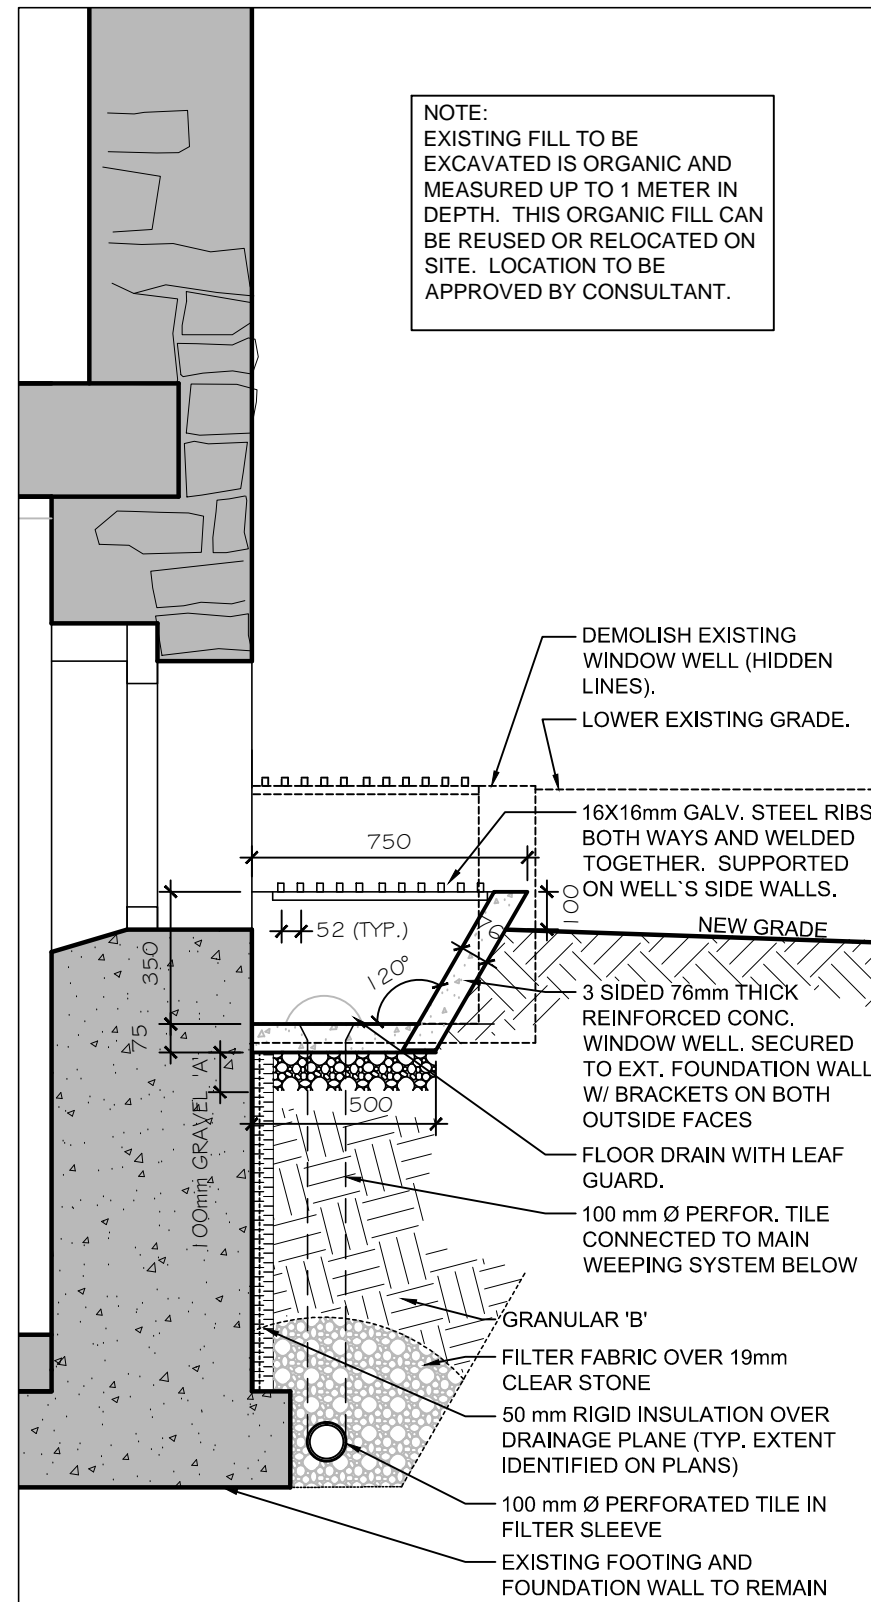 NOTE:
EXISTING FILL TO BE
EXCAVATED IS ORGANIC AND
MEASURED UP TO 1 METER IN
DEPTH. THIS ORGANIC FILL CAN
BE REUSED OR RELOCATED ON
SITE. LOCATION TO BE
APPROVED BY CONSULTANT.
DEMOLISH EXISTING
WINDOW WELL (HIDDEN
LINES).
LOWER EXISTING GRADE.
16X16mm GALV. STEEL RIBS
BOTH WAYS AND WELDED
TOGETHER. SUPPORTED
ON WELL`S SIDE WALLS.
750
100
NEW GRADE
52 (TYP.)
76
120°
350
75
3 SIDED 76mm THICK
REINFORCED CONC.
WINDOW WELL. SECURED
TO EXT. FOUNDATION WALL
W/ BRACKETS ON BOTH
OUTSIDE FACES
100mm GRAVEL 'A'
500
FLOOR DRAIN WITH LEAF
GUARD.
100 mm Ø PERFOR. TILE
CONNECTED TO MAIN
WEEPING SYSTEM BELOW
GRANULAR 'B'
FILTER FABRIC OVER 19mm
CLEAR STONE
50 mm RIGID INSULATION OVER
DRAINAGE PLANE (TYP. EXTENT
IDENTIFIED ON PLANS)
100 mm Ø PERFORATED TILE IN
FILTER SLEEVE
EXISTING FOOTING AND
FOUNDATION WALL TO REMAIN